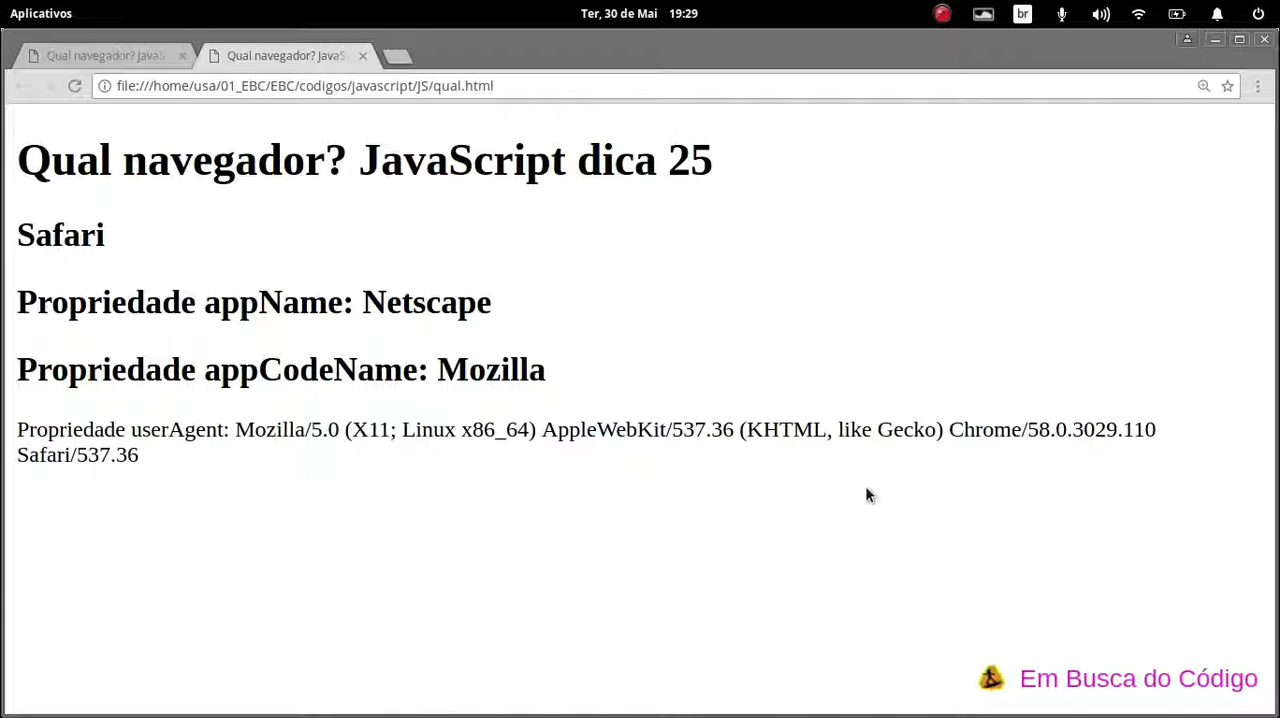 Aplicativos
Ter, 30 de Mai 19:29
br
Qual navegador? Java
Qual navegador? Java
file:///home/usa/01_EBC/EBC/codigos/javascript/JS/qual.html
Qual navegador? JavaScript dica 25
Safari
Propriedade appName: Netscape
Propriedade appCodeName: Mozilla
Propriedade userAgent: Mozilla/5.0 (X11; Linux x86_64) AppleWebKit/537.36 (KHTML, like Gecko) Chrome/58.0.3029.110
Safari/537.36
Em Busca do Código